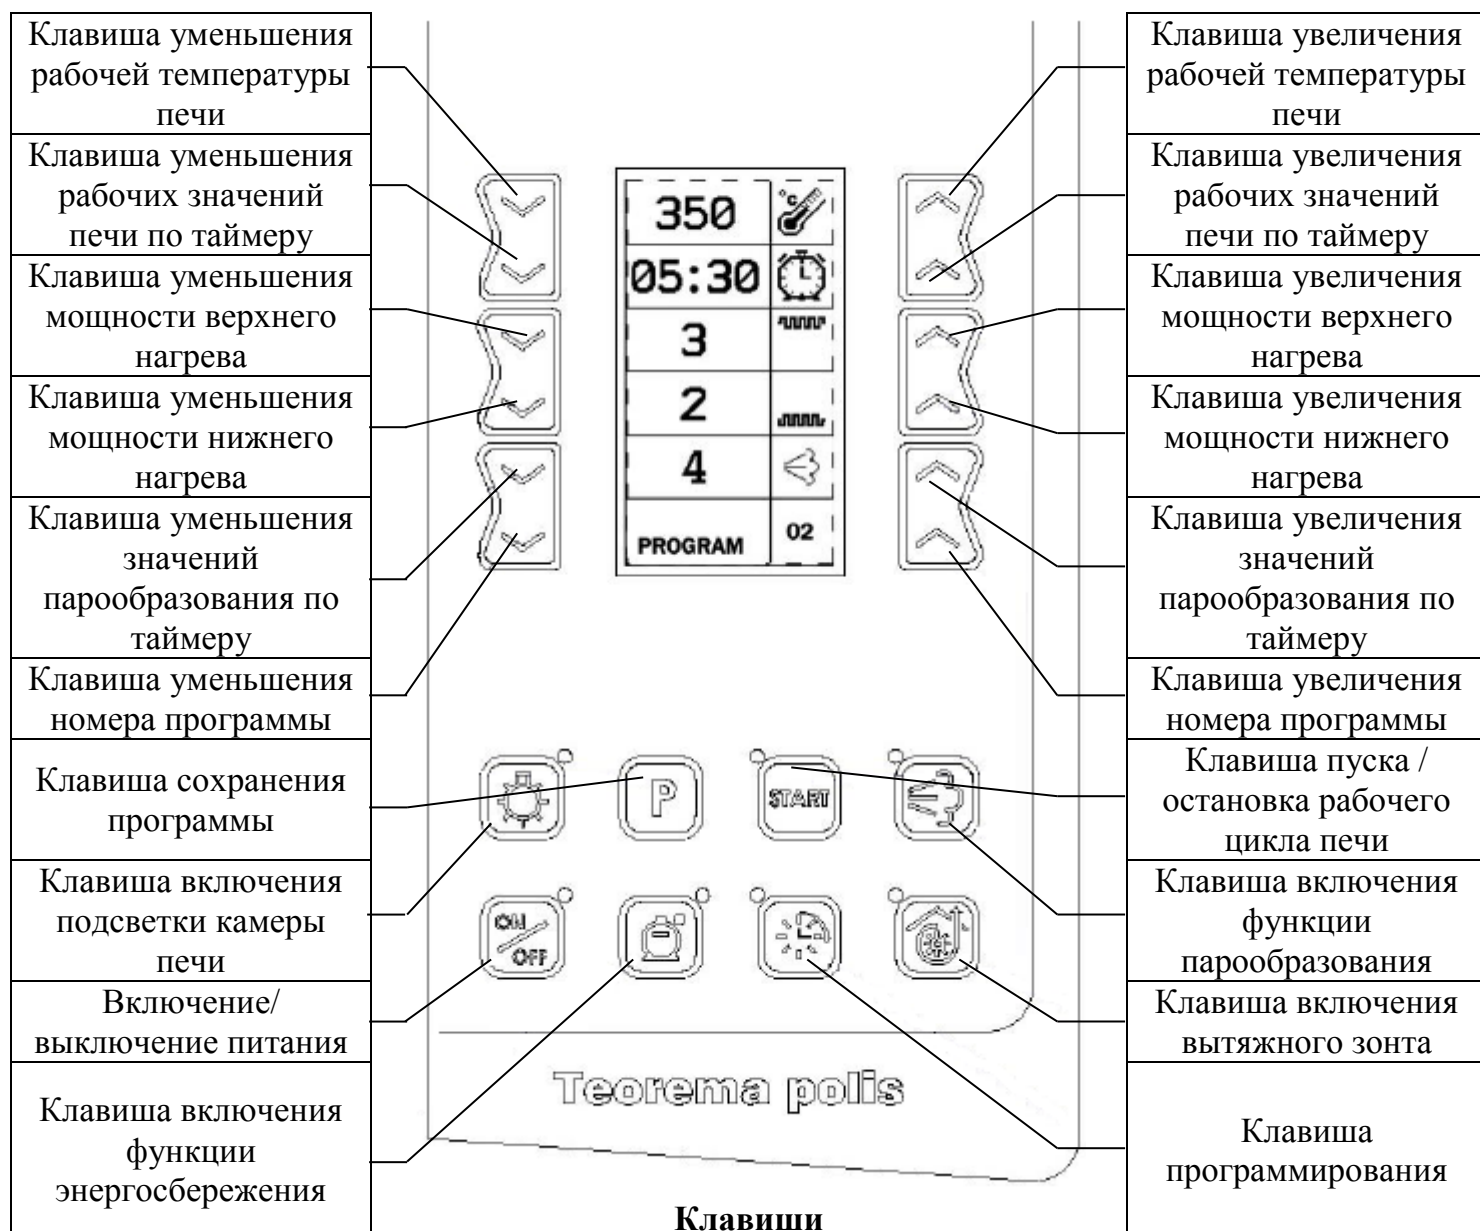 Клавиша уменьшения
рабочей температуры
печи
Клавиша уменьшения
рабочих значений
печи по таймеру
Клавиша уменьшения
мощности верхнего
нагрева
Клавиша уменьшения
мощности нижнего
нагрева
Клавиша уменьшения
значений
парообразования по
таймеру
Клавиша уменьшения
номера программы
Клавиша сохранения
программы
Клавиша включения
подсветки камеры
печи
Включение/
выключение питания
Клавиша включения
функции
энергосбережения
350
°C
05:30
3
2
4
PROGRAM 02
P
START
ON
OFF
Teorema polis
Клавиши
Клавиша увеличения
рабочей температуры
печи
Клавиша увеличения
рабочих значений
печи по таймеру
Клавиша увеличения
мощности верхнего
нагрева
Клавиша увеличения
мощности нижнего
нагрева
Клавиша увеличения
значений
парообразования по
таймеру
Клавиша увеличения
номера программы
Клавиша пуска /
остановка рабочего
цикла печи
Клавиша включения
функции
парообразования
Клавиша включения
вытяжного зонта
Клавиша
программирования